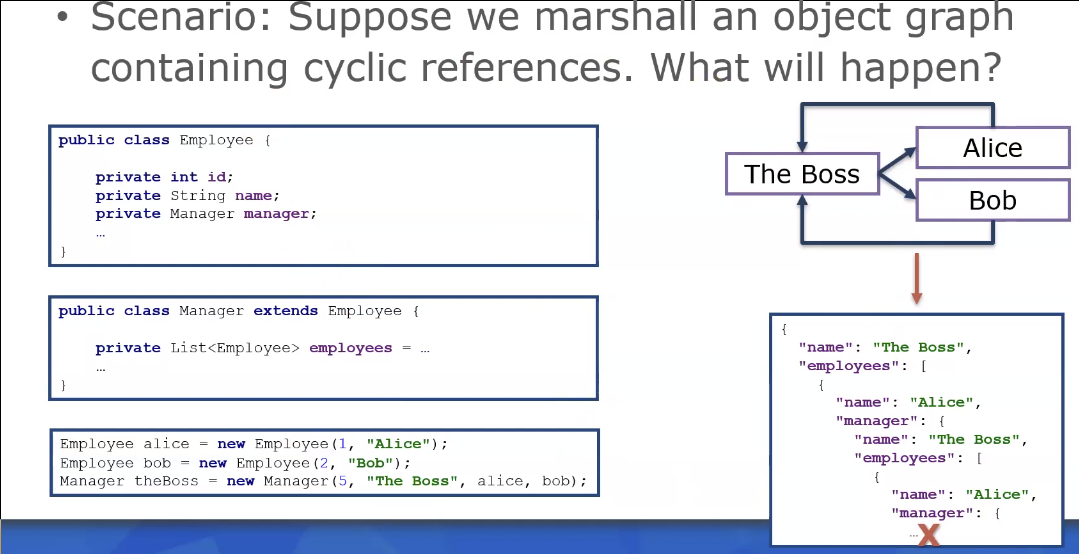 • Scenario: Suppose we marshall an object graph
containing cyclic references. What will happen?
public class Employee {
private int id;
private String name;
private Manager manager;
…
}
public class Manager extends Employee {
private List<Employee> employees = …
…
}
Employee alice = new Employee(1, "Alice");
Employee bob = new Employee(2, "Bob");
Manager theBoss = new Manager(5, "The Boss", alice, bob);
The Boss
Alice
Bob
{
"name": "The Boss",
"employees": [
{
"name": "Alice",
"manager": {
"name": "The Boss",
"employees": [
{
"name": "Alice",
"manager": {
… X